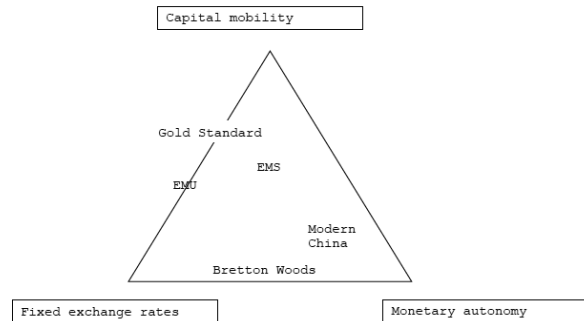 Capital mobility
Gold Standard
EMS
EMU
Modern
China
Bretton Woods
Fixed exchange rates
Monetary autonomy